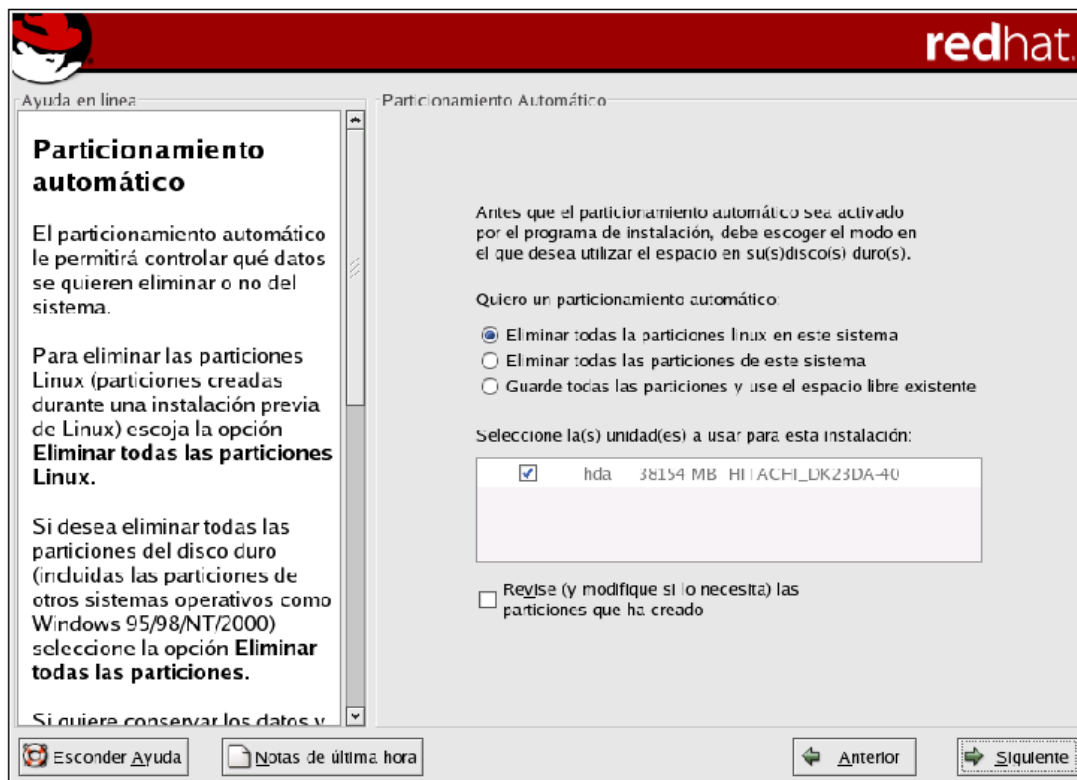 redhat.
Ayuda en línea
Particionamiento
automático
El particionamiento automático
le permitirá controlar qué datos
se quieren eliminar o no del
sistema.
Para eliminar las particiones
Linux (particiones creadas
durante una instalación previa
de Linux) escoja la opción
Eliminar todas las particiones
Linux.
Si desea eliminar todas las
particiones del disco duro
(incluidas las particiones de
otros sistemas operativos como
Windows 95/98/NT/2000)
seleccione la opción Eliminar
todas las particiones.
Si quiere conservar los datos y
Particionamiento Automático
Antes que el particionamiento automático sea activado
por el programa de instalación, debe escoger el modo en
el que desea utilizar el espacio en su(s)disco(s) duro(s).
Quiero un particionamiento automático:
Eliminar todas la particiones linux en este sistema
Eliminar todas las particiones de este sistema
Guarde todas las particiones y use el espacio libre existente
Seleccione la(s) unidad(es) a usar para esta instalación:
hda 38154 MB HITACHI_DK23DA-40
Revise (y modifique si lo necesita) las
particiones que ha creado
Esconder Ayuda
Notas de última hora
Anterior
Siguiente